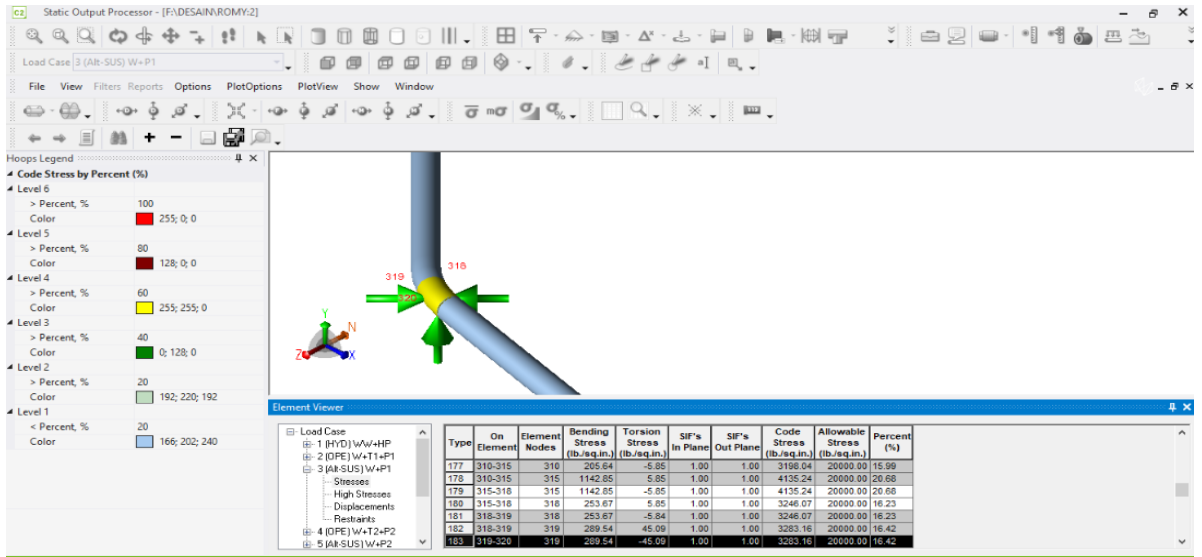 C2 Static Output Processor - [F:\DESAIN\ROMY:2]
Load Case 3 (Alt-SUS) W+P1
File View Filters Reports Options PlotOptions PlotView Show Window
Hoops Legend
Code Stress by Percent (%)
Level 6
> Percent, % 100
Color 255; 0; 0
Level 5
> Percent, % 80
Color 128; 0; 0
Level 4
> Percent, % 60
Color 255; 255; 0
Level 3
> Percent, % 40
Color 0; 128; 0
Level 2
> Percent, % 20
Color 192; 220; 192
Level 1
< Percent, % 20
Color 166; 202; 240
318
319
320
Y
N
Z
X
Element Viewer
Load Case
1 (HYD) WW+HP
2 (OPE) W+T1+P1
3 (Alt-SUS) W+P1
Stresses
High Stresses
Displacements
Restraints
4 (OPE) W+T2+P2
5 (Alt-SUS) W+P2
Type On Element Element Nodes Bending Stress (lb./sq.in.) Torsion Stress (lb./sq.in.) SIF's In Plane SIF's Out Plane Code Stress (lb./sq.in.) Allowable Stress (lb./sq.in.) Percent (%)
177 310-315 310 205.64 -5.85 1.00 1.00 3198.04 20000.00 15.99
178 310-315 315 1142.85 5.85 1.00 1.00 4135.24 20000.00 20.68
179 315-318 315 1142.85 -5.85 1.00 1.00 4135.24 20000.00 20.68
180 315-318 318 253.67 5.85 1.00 1.00 3246.07 20000.00 16.23
181 318-319 318 253.67 -5.84 1.00 1.00 3246.07 20000.00 16.23
182 318-319 319 289.54 45.09 1.00 1.00 3283.16 20000.00 16.42
183 319-320 319 289.54 -45.09 1.00 1.00 3283.16 20000.00 16.42